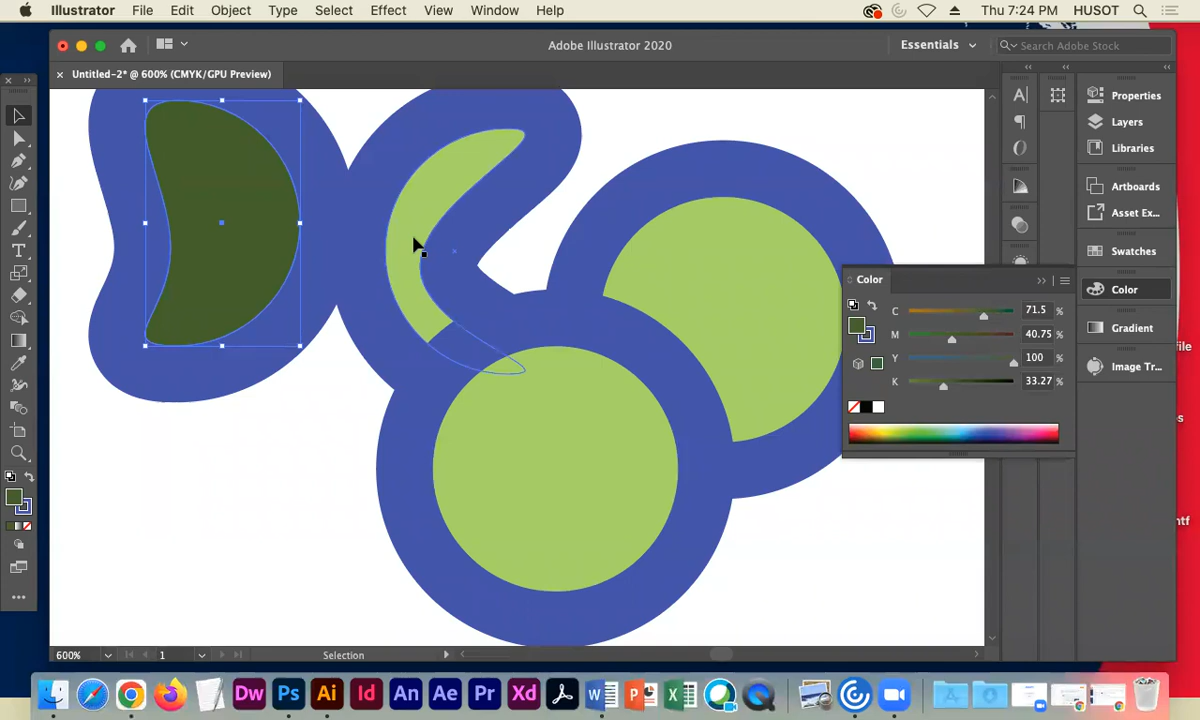 Illustrator File Edit Object Type Select Effect View Window Help Thu 7:24 PM HUSOT
Adobe Illustrator 2020 Essentials Search Adobe Stock
Untitled-2* @ 600% (CMYK/GPU Preview)
Properties
Layers
Libraries
Artboards
Asset Ex...
Swatches
Color
Gradient
Image Tr...
Color
C 71.5 %
M 40.75 %
Y 100 %
K 33.27 %
file
s
ntf
600% 1 Selection
Dw Ps Ai Id An Ae Pr Xd W P X